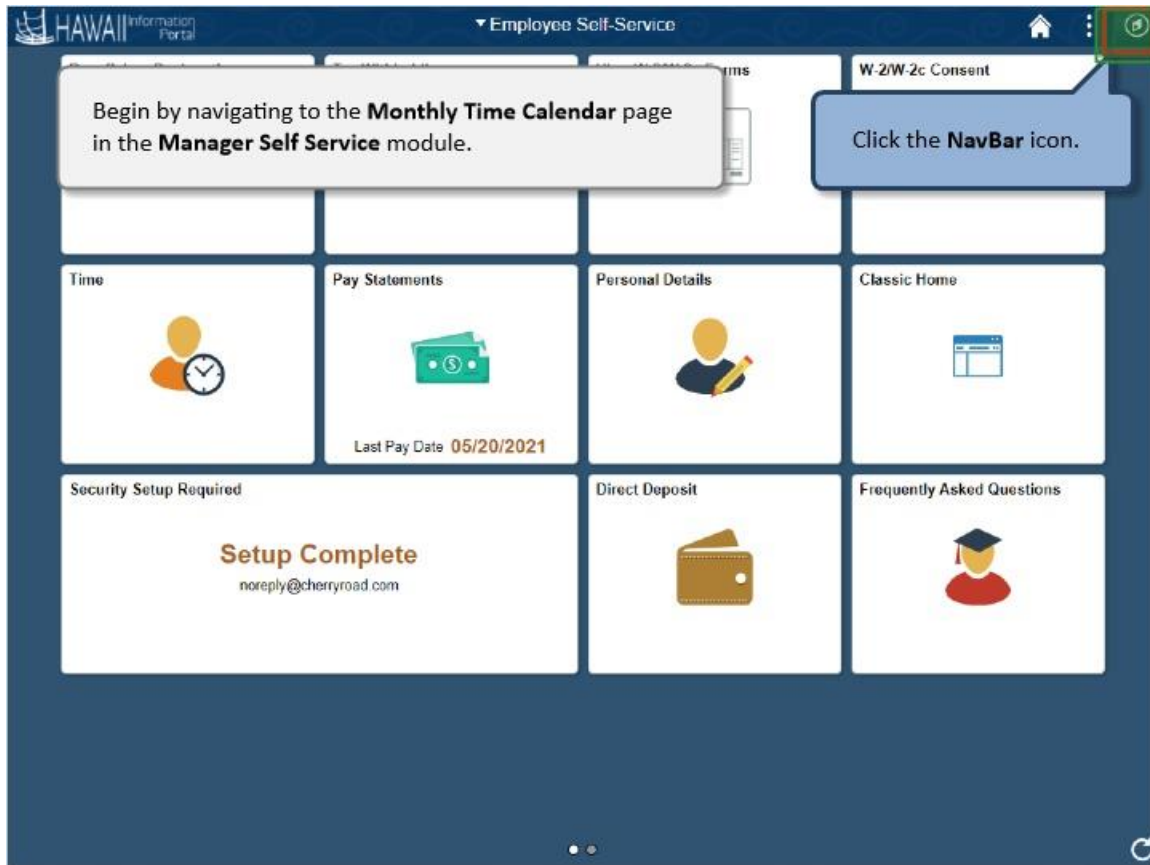 HAWAII Information
Portal
Employee Self-Service
Forms
W-2/W-2c Consent
Begin by navigating to the Monthly Time Calendar page
in the Manager Self Service module.
Click the NavBar icon.
Time
Pay Statements
Personal Details
Classic Home
Last Pay Date 05/20/2021
Security Setup Required
Direct Deposit
Frequently Asked Questions
Setup Complete
noreply@cherryroad.com